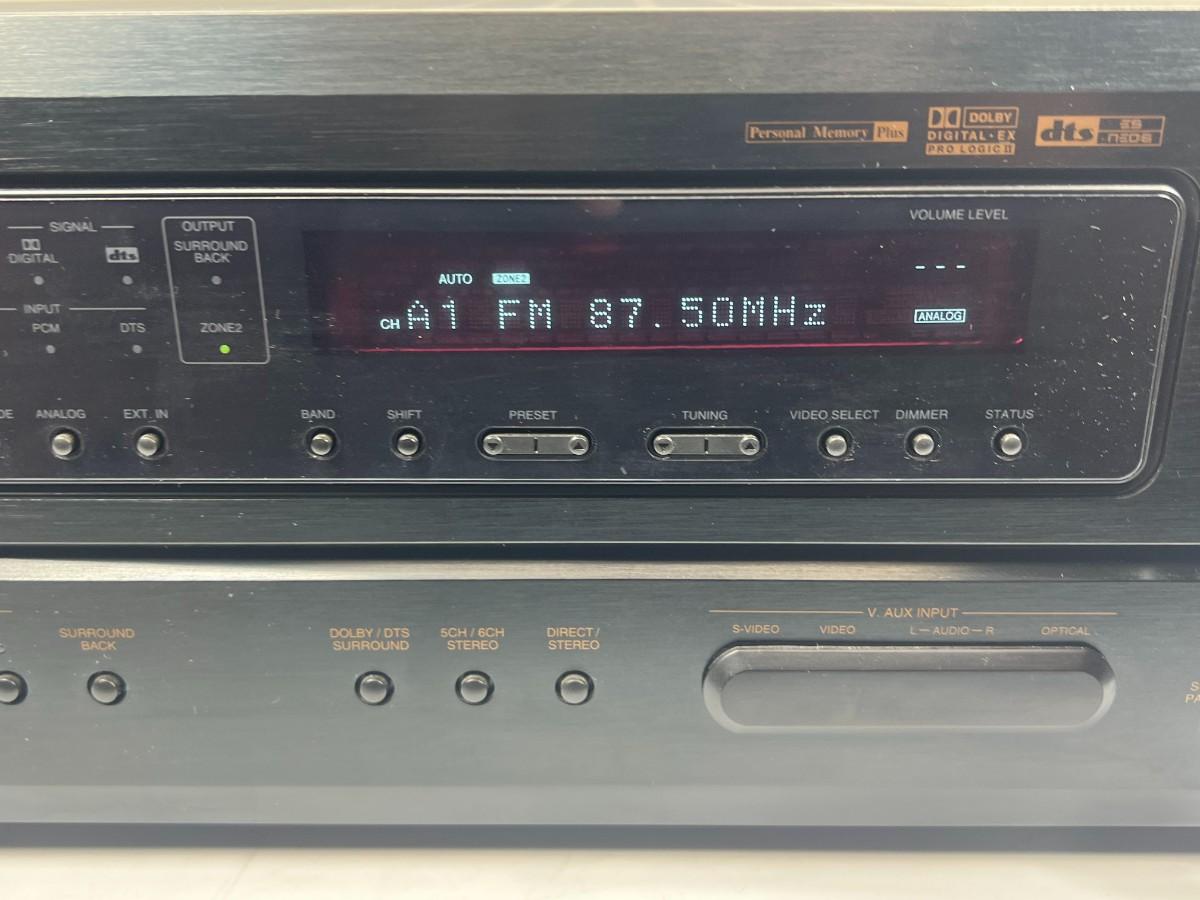 Personal Memory Plus
DOLBY
DIGITAL·EX
PRO LOGIC II
dts ES
NEO:6
SIGNAL
DIGITAL
dts
OUTPUT
SURROUND
BACK
VOLUME LEVEL
---
AUTO ZONE2
CH A1 FM 87.50MHz
ANALOG
INPUT
PCM DTS
ZONE2
ANALOG EXT. IN BAND SHIFT PRESET TUNING VIDEO SELECT DIMMER STATUS
V. AUX INPUT
SURROUND
BACK
DOLBY / DTS
SURROUND
5CH / 6CH
STEREO
DIRECT /
STEREO
S-VIDEO VIDEO L — AUDIO — R OPTICAL